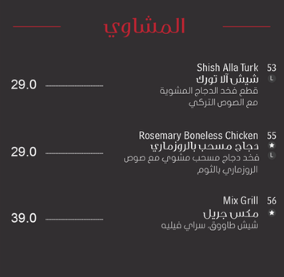 المشاوي
Shish Alla Turk 53
شيش آلا تورك L
29.0
قطع فخد الدجاج المشوية
مع الصوص التركي
Rosemary Boneless Chicken 55
دجاج مسحب بالروزماري ★
29.0
فخد دجاج مسحب مشوي مع صوص L
الروزماري بالثوم
Mix Grill 56
مكس جريل ★
39.0
شيش طاووق، سراي فيليه